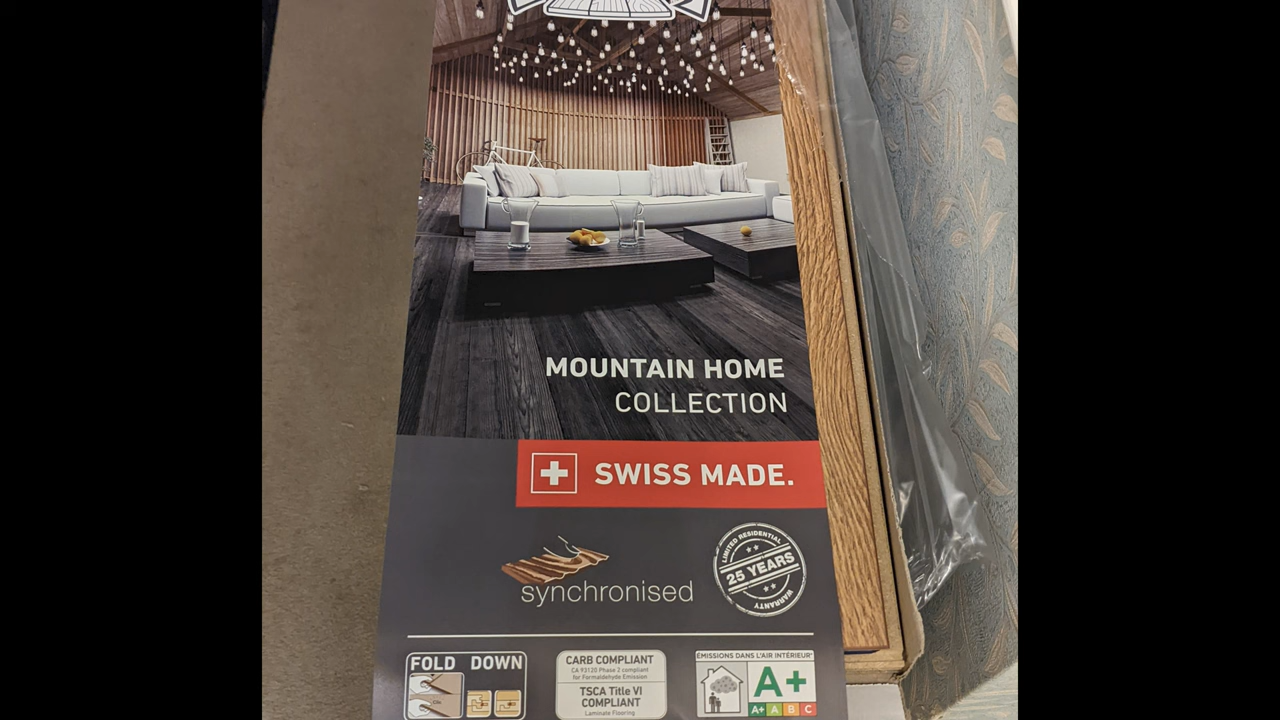 MOUNTAIN HOME
COLLECTION
SWISS MADE.
synchronised
LIMITED RESIDENTIAL
25 YEARS
WARRANTY
FOLD DOWN
CARB COMPLIANT
CA 93120 Phase 2 compliant
for Formaldehyde Emission
TSCA Title VI
COMPLIANT
Laminate Flooring
ÉMISSIONS DANS L'AIR INTÉRIEUR*
A+
A+ A B C